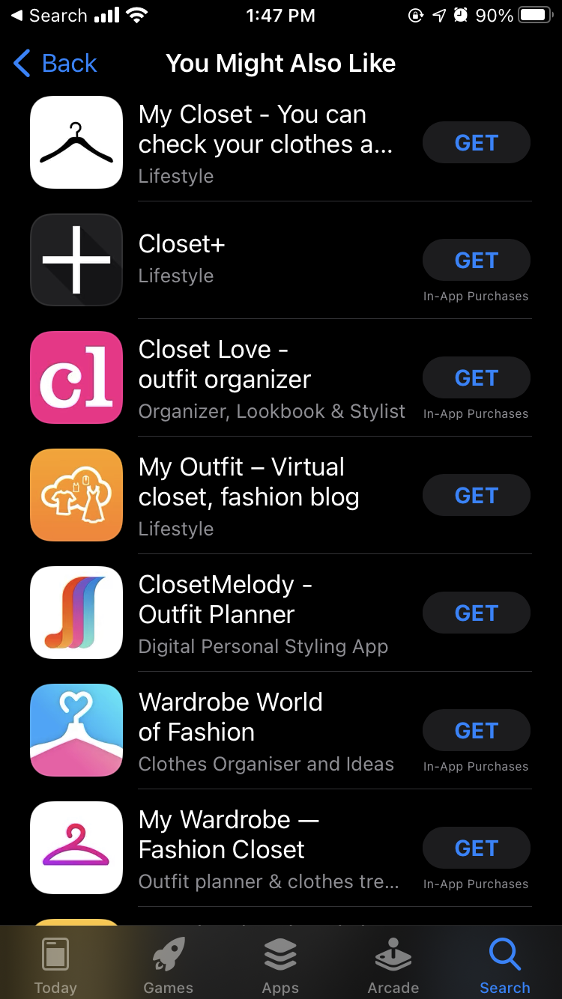 Search
1:47 PM
90%
Back
You Might Also Like
My Closet - You can
check your clothes a...
Lifestyle
GET
Closet+
Lifestyle
GET
In-App Purchases
cl
Closet Love -
outfit organizer
Organizer, Lookbook & Stylist
GET
In-App Purchases
My Outfit – Virtual
closet, fashion blog
Lifestyle
GET
ClosetMelody -
Outfit Planner
Digital Personal Styling App
GET
Wardrobe World
of Fashion
Clothes Organiser and Ideas
GET
In-App Purchases
My Wardrobe —
Fashion Closet
Outfit planner & clothes tre...
GET
In-App Purchases
Today
Games
Apps
Arcade
Search